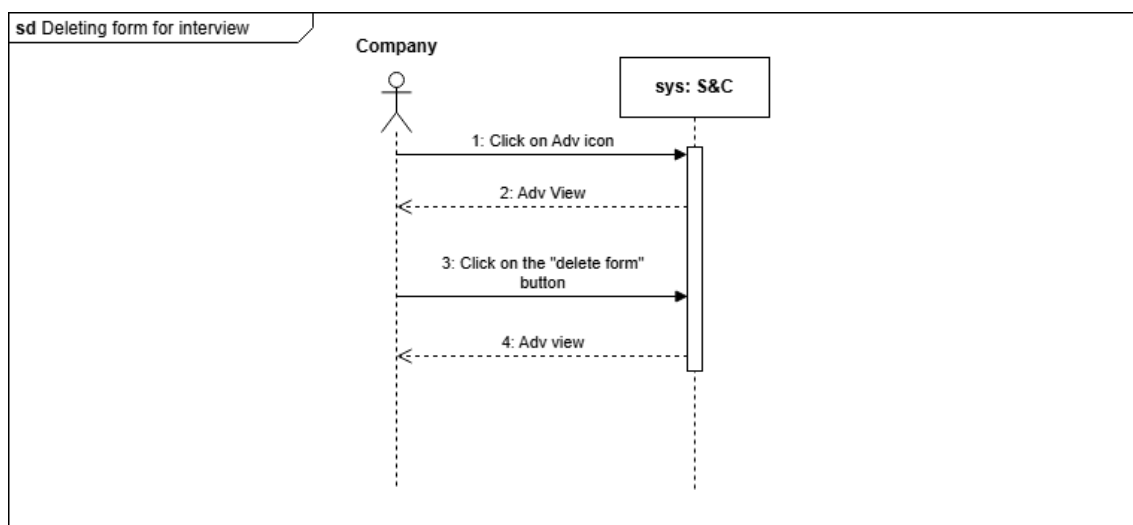 sd Deleting form for interview
Company
sys: S&C
1: Click on Adv icon
2: Adv View
3: Click on the "delete form"
button
4: Adv view